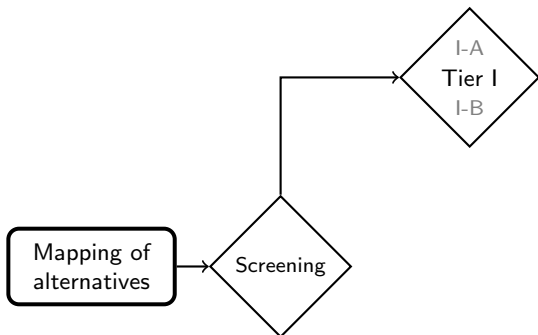 I-A
Tier I
I-B
Mapping of
alternatives
Screening